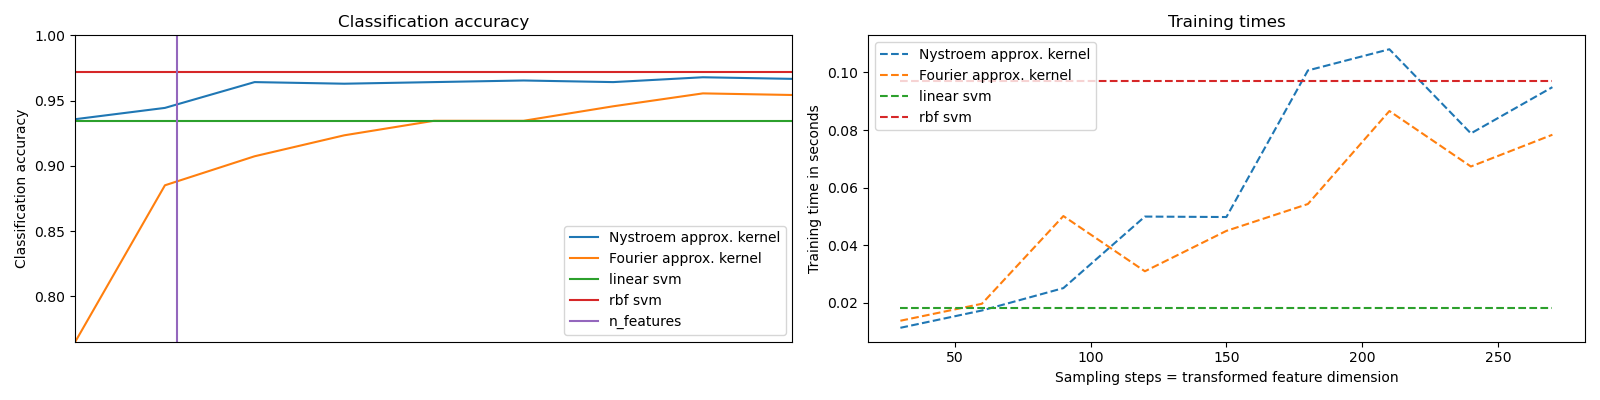 Classification accuracy
Classification accuracy
1.00
0.95
0.90
0.85
0.80
Nystroem approx. kernel
Fourier approx. kernel
linear svm
rbf svm
n_features
Training times
Training time in seconds
0.10
0.08
0.06
0.04
0.02
Nystroem approx. kernel
Fourier approx. kernel
linear svm
rbf svm
50 100 150 200 250
Sampling steps = transformed feature dimension